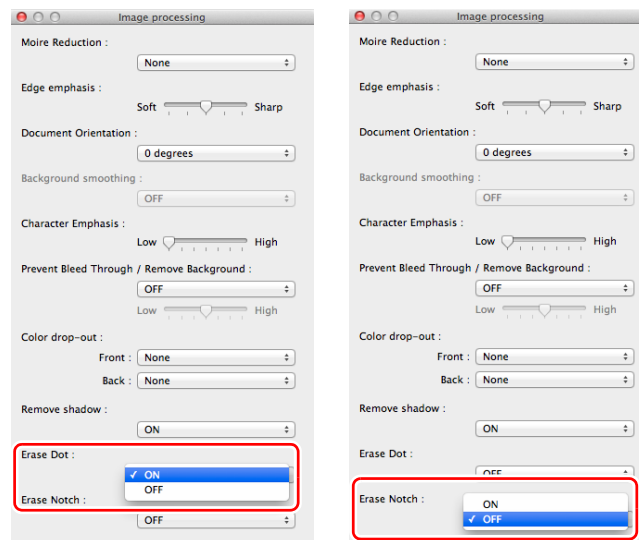 Image processing
Moire Reduction :
None
Edge emphasis :
Soft Sharp
Document Orientation :
0 degrees
Background smoothing :
OFF
Character Emphasis :
Low High
Prevent Bleed Through / Remove Background :
OFF
Low High
Color drop-out :
Front : None
Back : None
Remove shadow :
ON
Erase Dot :
✓ ON
OFF
Erase Notch :
OFF
Image processing
Moire Reduction :
None
Edge emphasis :
Soft Sharp
Document Orientation :
0 degrees
Background smoothing :
OFF
Character Emphasis :
Low High
Prevent Bleed Through / Remove Background :
OFF
Low High
Color drop-out :
Front : None
Back : None
Remove shadow :
ON
Erase Dot :
OFF
Erase Notch :
ON
✓ OFF